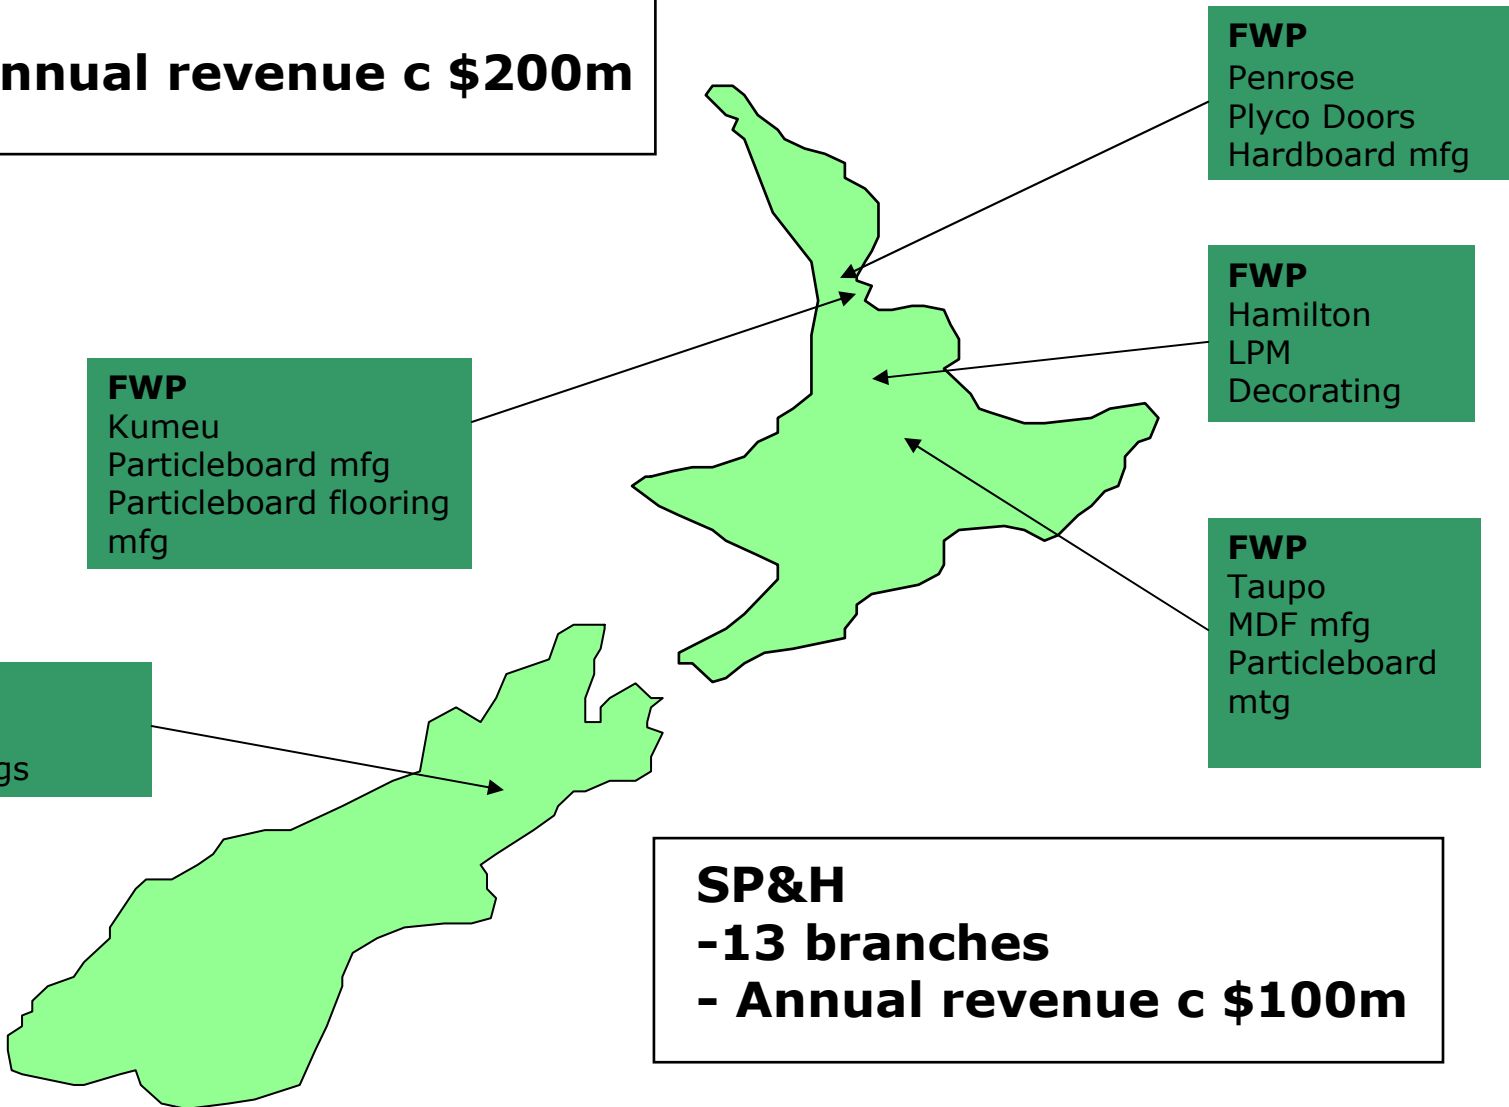 nnual revenue c $200m
FWP
Penrose
Plyco Doors
Hardboard mfg
FWP
Hamilton
LPM
Decorating
FWP
Kumeu
Particleboard mfg
Particleboard flooring
mfg
FWP
Taupo
MDF mfg
Particleboard
mtg
gs
SP&H
-13 branches
- Annual revenue c $100m